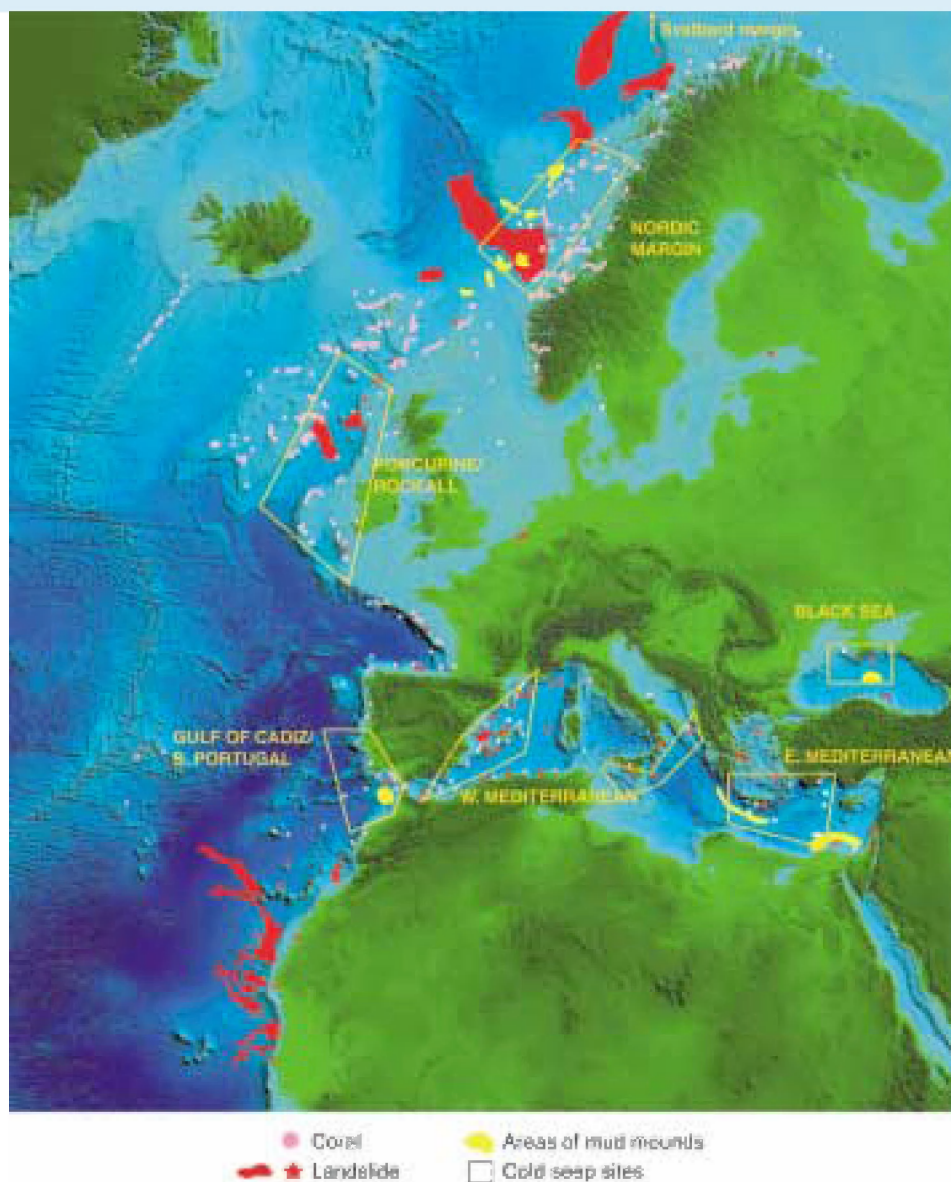 Svalbard margin
NORDIC
MARGIN
PORCUPINE/
ROCKALL
BLACK SEA
GULF OF CADIZ/
S. PORTUGAL
E. MEDITERRANEAN
W. MEDITERRANEAN
Coral
Areas of mud mounds
Landslide
Cold seep sites